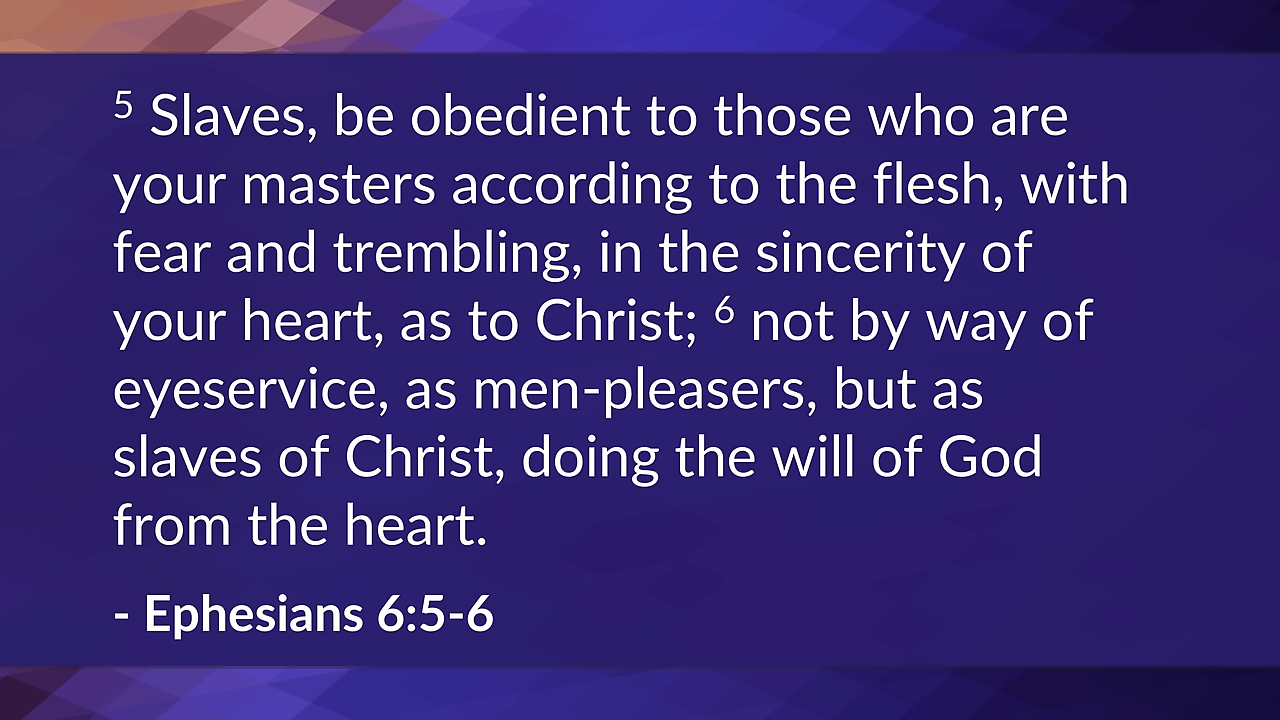 5 Slaves, be obedient to those who are
your masters according to the flesh, with
fear and trembling, in the sincerity of
your heart, as to Christ; 6 not by way of
eyeservice, as men-pleasers, but as
slaves of Christ, doing the will of God
from the heart.
- Ephesians 6:5-6